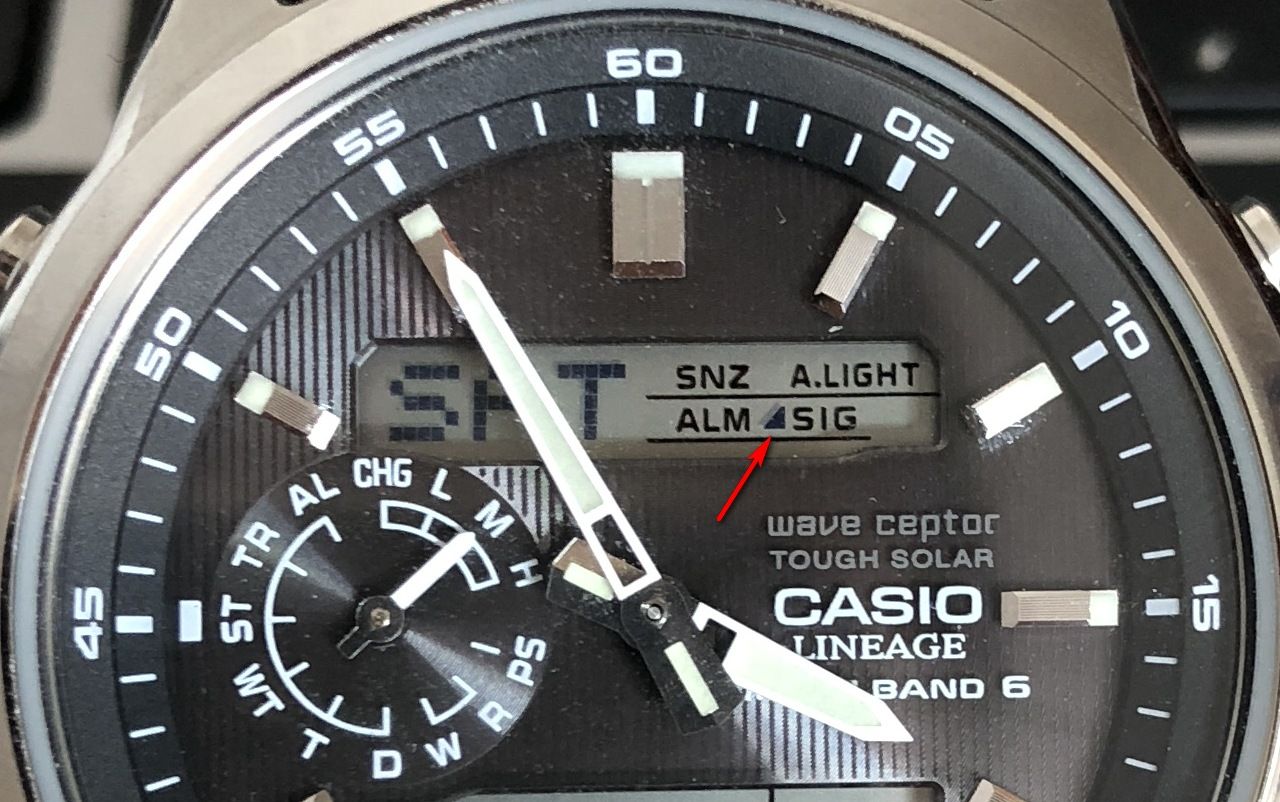 60
55
05
50
10
SAT SNZ A.LIGHT
ALM SIG
CHG L M H
AL
TR
ST
WT
T
D
W
R
PS
wave ceptor
TOUGH SOLAR
45
15
CASIO
LINEAGE
BAND 6